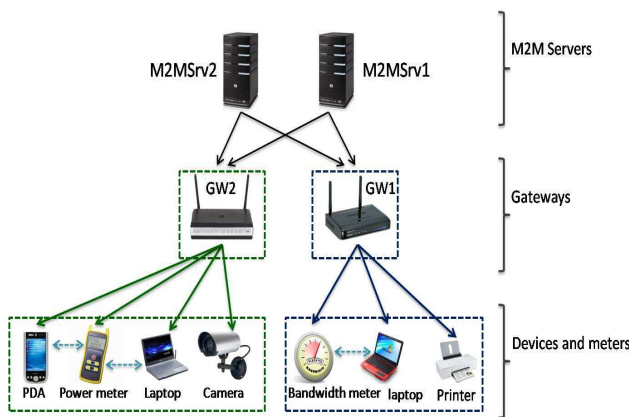 M2M Servers
M2MSrv2
M2MSrv1
GW2
GW1
Gateways
Devices and meters
PDA
Power meter
Laptop
Camera
Bandwidth meter
laptop
Printer